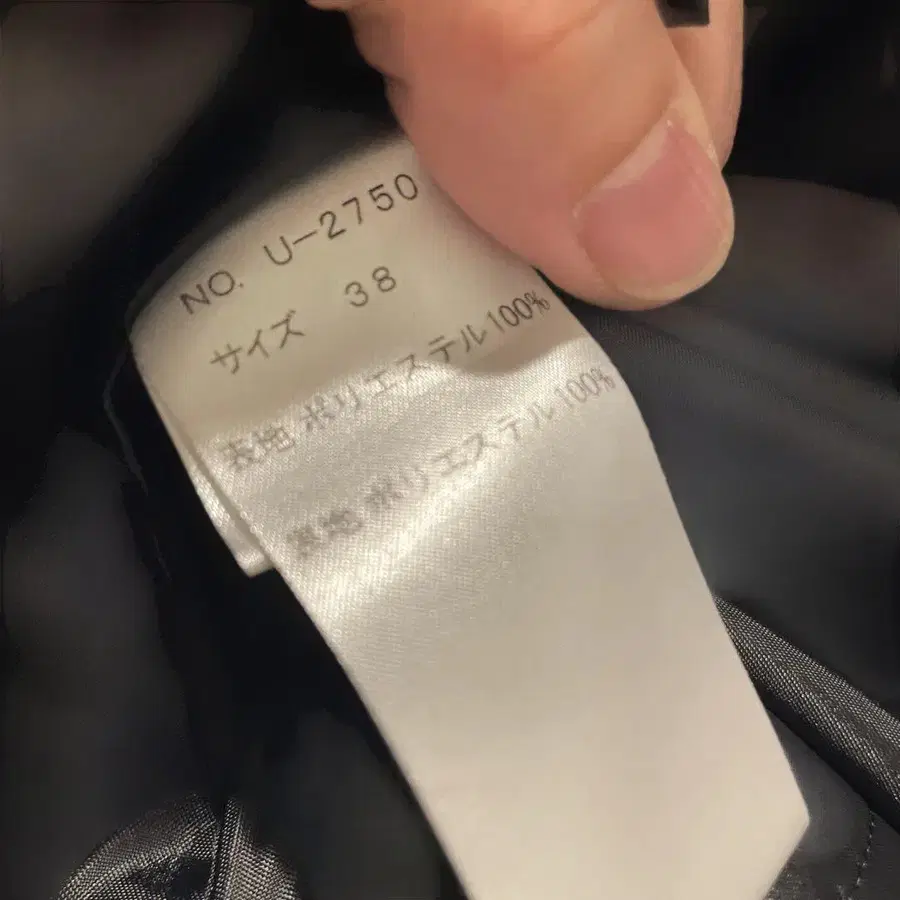 NO. U-2750
サイズ 38
表地 ポリエステル100%
裏地 ポリエステル100%